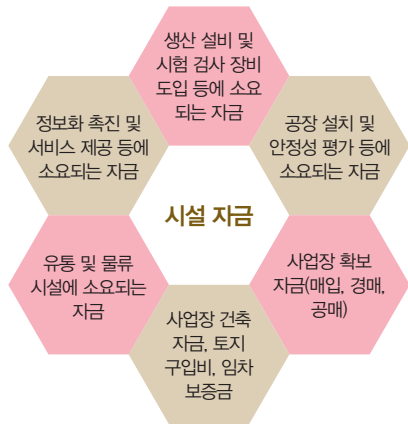 생산 설비 및
시험 검사 장비
도입 등에 소요
되는 자금
정보화 촉진 및
서비스 제공 등에
소요되는 자금
공장 설치 및
안정성 평가 등에
소요되는 자금
시설 자금
유통 및 물류
시설에 소요되는
자금
사업장 확보
자금(매입, 경매,
공매)
사업장 건축
자금, 토지
구입비, 임차
보증금